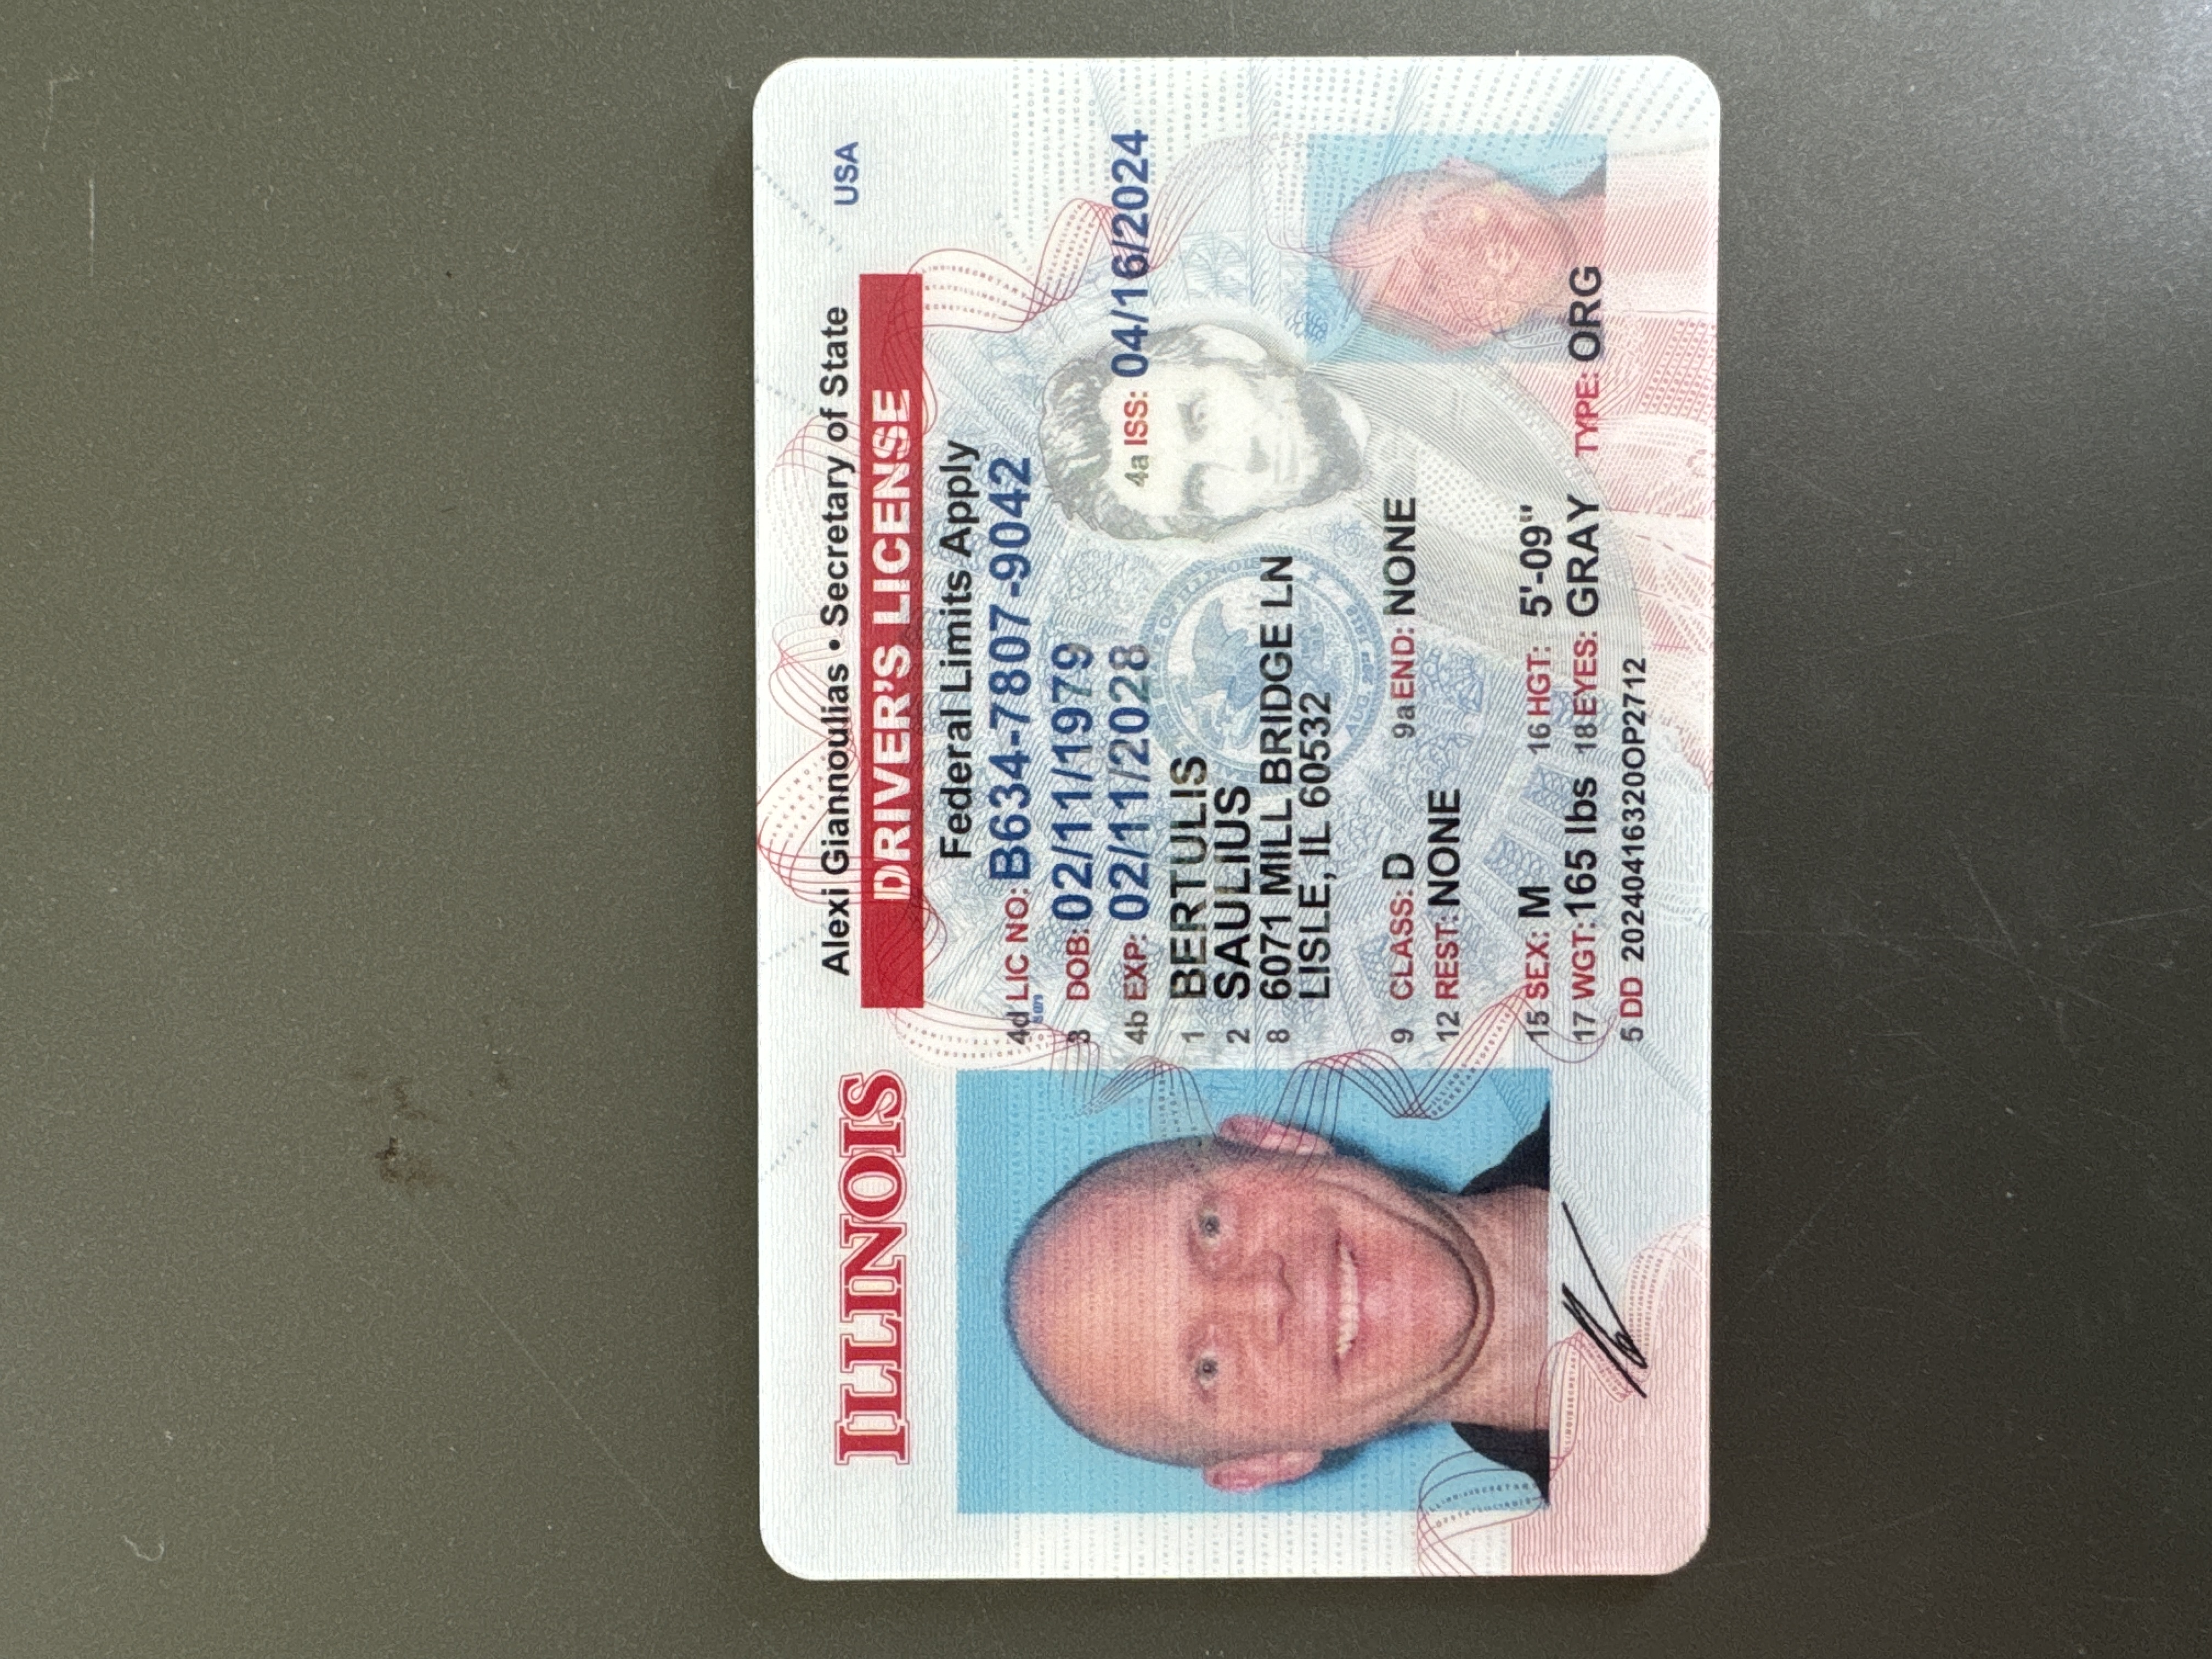 ILLINOIS
Alexi Giannoulias • Secretary of State
USA
DRIVER'S LICENSE
Federal Limits Apply
4d LIC NO: B634-7807-9042
3 DOB: 02/11/1979
4b EXP: 02/11/2028 4a ISS: 04/16/2024
1 BERTULIS
2 SAULIUS
8 6071 MILL BRIDGE LN
LISLE, IL 60532
AUG. 26TH 1818
9 CLASS: D 9a END: NONE
12 REST: NONE
15 SEX: M 16 HGT: 5'-09"
17 WGT: 165 lbs 18 EYES: GRAY TYPE: ORG
5 DD 20240416320OP2712